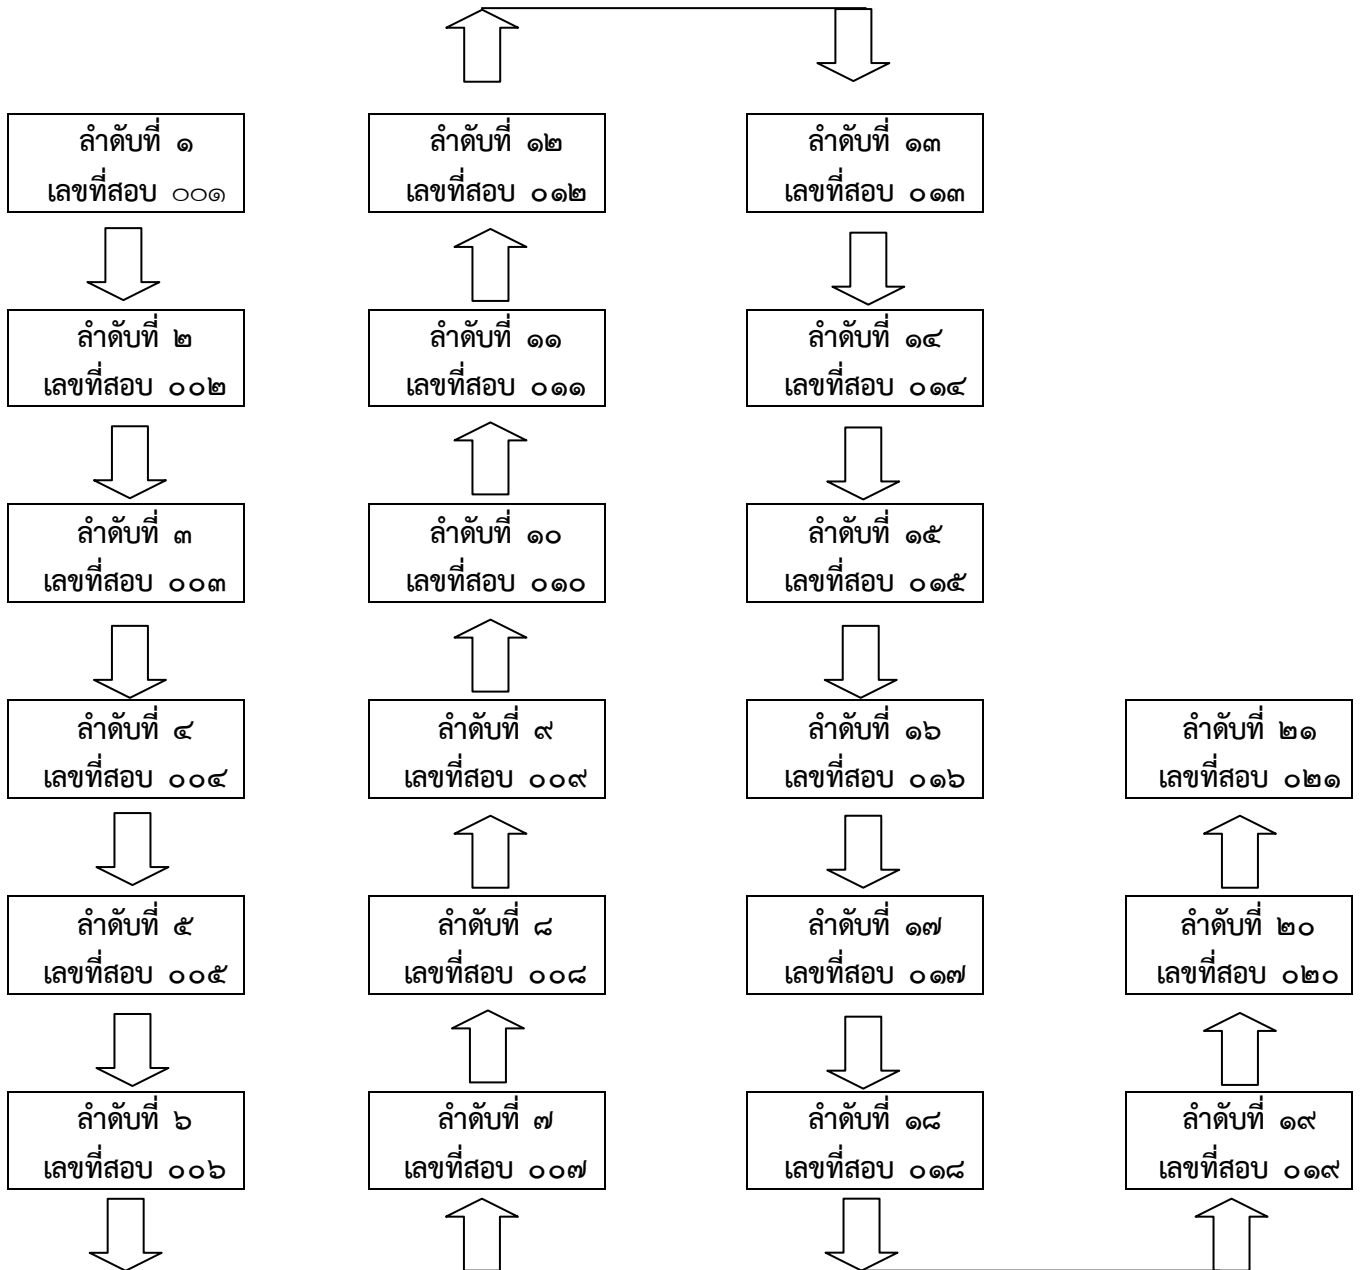 ลำดับที่ ๑
เลขที่สอบ ๐๐๑
ลำดับที่ ๒
เลขที่สอบ ๐๐๒
ลำดับที่ ๓
เลขที่สอบ ๐๐๓
ลำดับที่ ๔
เลขที่สอบ ๐๐๔
ลำดับที่ ๕
เลขที่สอบ ๐๐๕
ลำดับที่ ๖
เลขที่สอบ ๐๐๖
ลำดับที่ ๗
เลขที่สอบ ๐๐๗
ลำดับที่ ๘
เลขที่สอบ ๐๐๘
ลำดับที่ ๙
เลขที่สอบ ๐๐๙
ลำดับที่ ๑๐
เลขที่สอบ ๐๑๐
ลำดับที่ ๑๑
เลขที่สอบ ๐๑๑
ลำดับที่ ๑๒
เลขที่สอบ ๐๑๒
ลำดับที่ ๑๓
เลขที่สอบ ๐๑๓
ลำดับที่ ๑๔
เลขที่สอบ ๐๑๔
ลำดับที่ ๑๕
เลขที่สอบ ๐๑๕
ลำดับที่ ๑๖
เลขที่สอบ ๐๑๖
ลำดับที่ ๑๗
เลขที่สอบ ๐๑๗
ลำดับที่ ๑๘
เลขที่สอบ ๐๑๘
ลำดับที่ ๑๙
เลขที่สอบ ๐๑๙
ลำดับที่ ๒๐
เลขที่สอบ ๐๒๐
ลำดับที่ ๒๑
เลขที่สอบ ๐๒๑